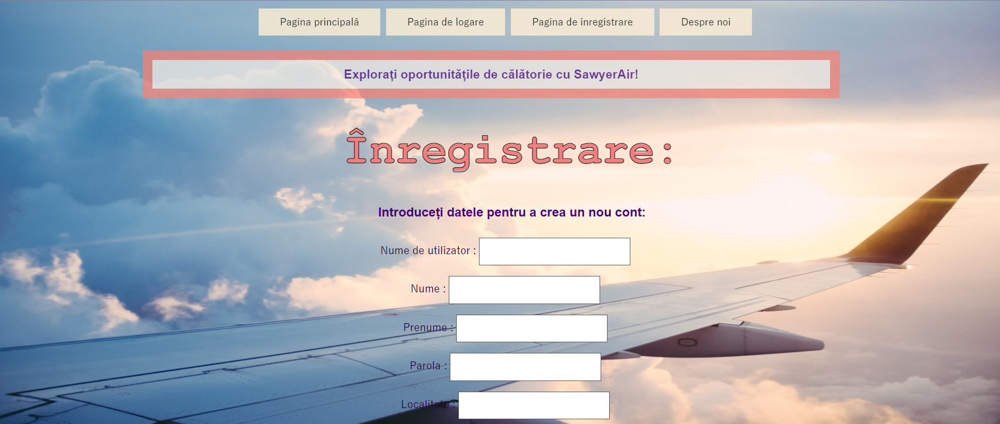 Pagina principală
Pagina de logare
Pagina de înregistrare
Despre noi
Explorați oportunitățile de călătorie cu SawyerAir!
Înregistrare:
Introduceți datele pentru a crea un nou cont:
Nume de utilizator :
Nume :
Prenume :
Parola :
Localitate :